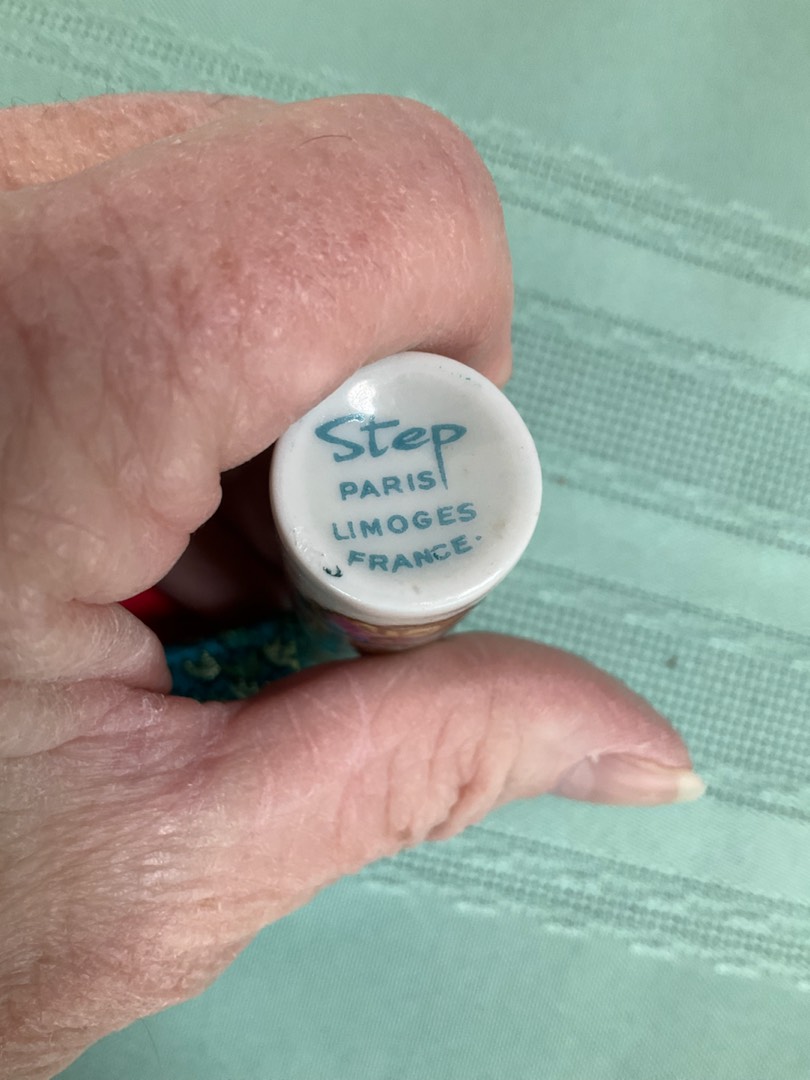 Step
PARIS
LIMOGES
FRANCE.